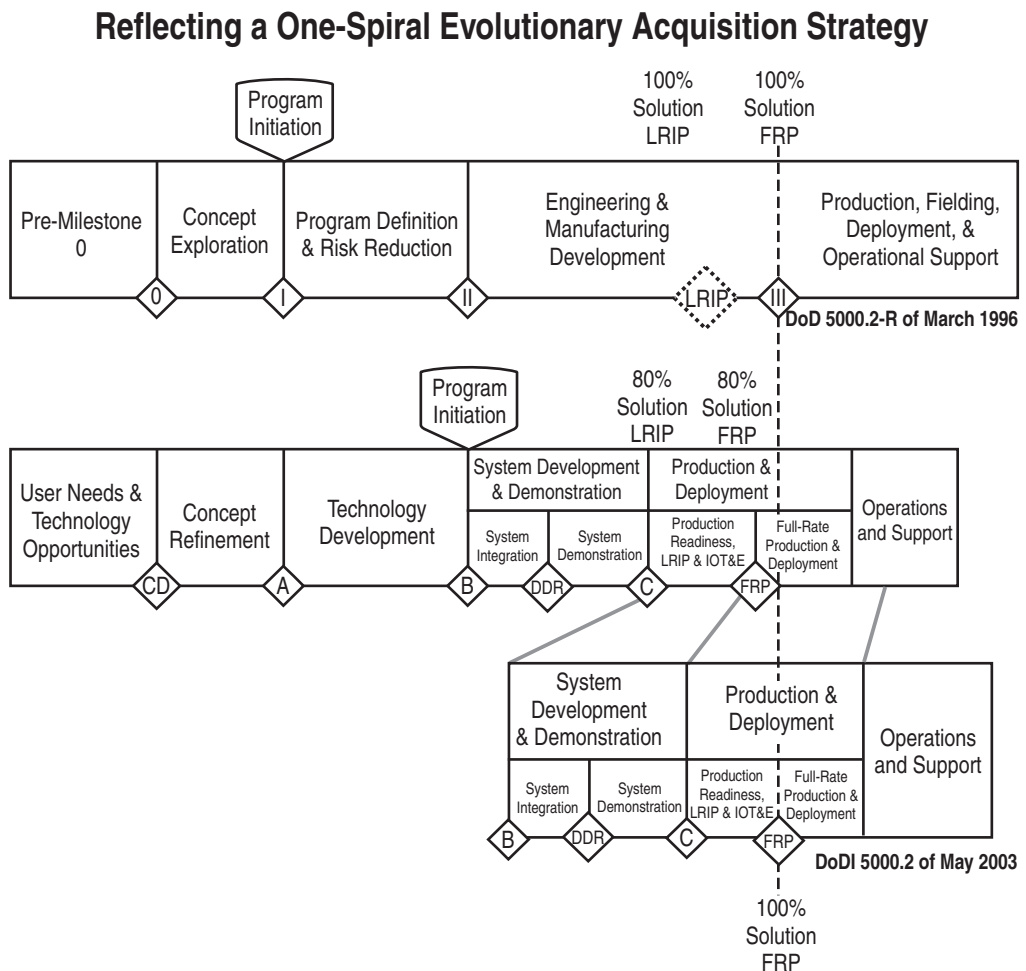 Reflecting a One-Spiral Evolutionary Acquisition Strategy
Program
Initiation
100%
Solution
LRIP
100%
Solution
FRP
Pre-Milestone
0
Concept
Exploration
Program Definition
& Risk Reduction
Engineering &
Manufacturing
Development
Production, Fielding,
Deployment, &
Operational Support
0
I
II
LRIP
III
DoD 5000.2-R of March 1996
Program
Initiation
80%
Solution
LRIP
80%
Solution
FRP
User Needs &
Technology
Opportunities
Concept
Refinement
Technology
Development
System Development
& Demonstration
Production &
Deployment
System
Integration
System
Demonstration
Production
Readiness,
LRIP & IOT&E
Full-Rate
Production &
Deployment
Operations
and Support
CD
A
B
DDR
C
FRP
System
Development
& Demonstration
Production &
Deployment
Operations
and Support
System
Integration
System
Demonstration
Production
Readiness,
LRIP & IOT&E
Full-Rate
Production &
Deployment
B
DDR
C
FRP
DoDI 5000.2 of May 2003
100%
Solution
FRP